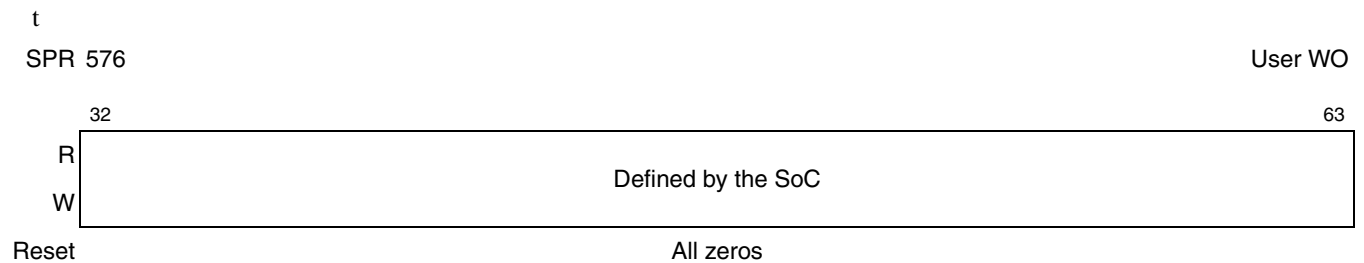 t
SPR 576 User WO
32 63
R
Defined by the SoC
W
Reset All zeros